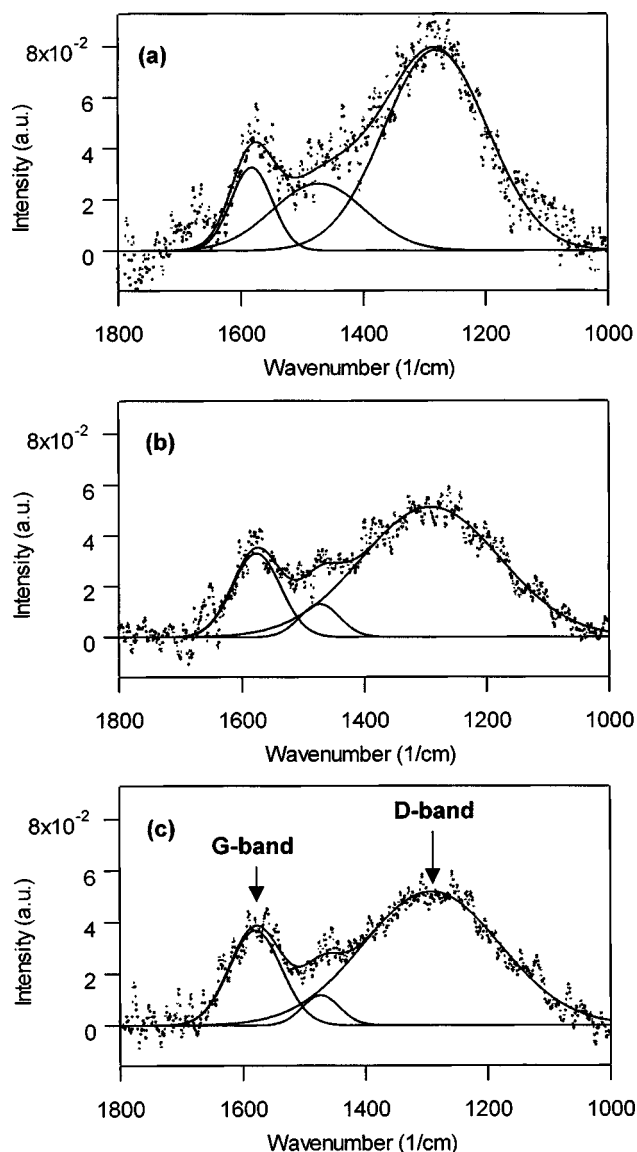 (a)
8x10-2
6
4
2
0
Intensity (a.u.)
1800 1600 1400 1200 1000
Wavenumber (1/cm)
(b)
8x10-2
6
4
2
0
Intensity (a.u.)
1800 1600 1400 1200 1000
Wavenumber (1/cm)
(c)
G-band
D-band
8x10-2
6
4
2
0
Intensity (a.u.)
1800 1600 1400 1200 1000
Wavenumber (1/cm)